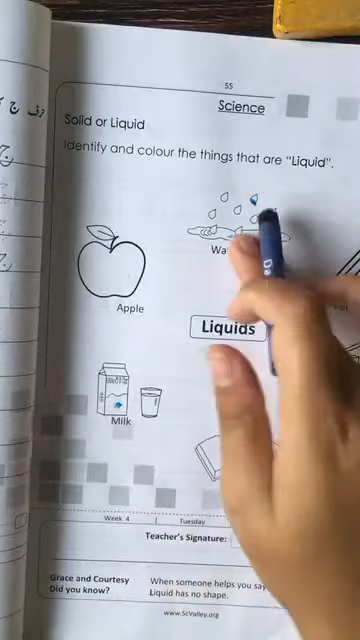 55
Science
Solid or Liquid
Identify and colour the things that are "Liquid".
Apple
Liquids
Milk
Week 4 | Tuesday
Teacher's Signature:
Grace and Courtesy When someone helps you say
Did you know? Liquid has no shape.
www.ScValley.org